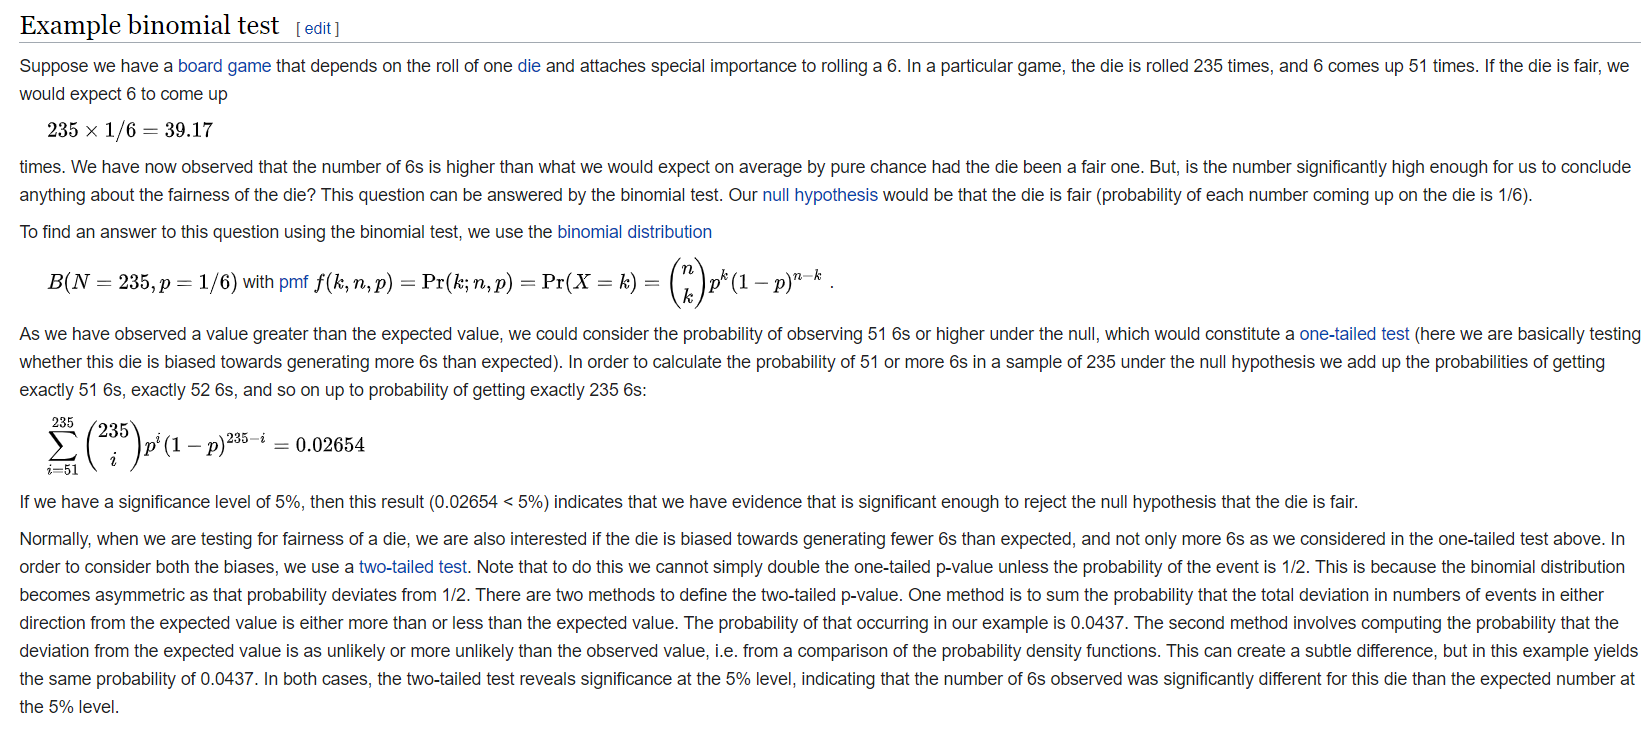 Example binomial test [ edit ]
Suppose we have a board game that depends on the roll of one die and attaches special importance to rolling a 6. In a particular game, the die is rolled 235 times, and 6 comes up 51 times. If the die is fair, we
would expect 6 to come up
235 × 1/6 = 39.17
times. We have now observed that the number of 6s is higher than what we would expect on average by pure chance had the die been a fair one. But, is the number significantly high enough for us to conclude
anything about the fairness of the die? This question can be answered by the binomial test. Our null hypothesis would be that the die is fair (probability of each number coming up on the die is 1/6).
To find an answer to this question using the binomial test, we use the binomial distribution
B(N = 235, p = 1/6) with pmf f(k, n, p) = Pr(k; n, p) = Pr(X = k) = (n k) p^k (1 − p)^{n−k} .
As we have observed a value greater than the expected value, we could consider the probability of observing 51 6s or higher under the null, which would constitute a one-tailed test (here we are basically testing
whether this die is biased towards generating more 6s than expected). In order to calculate the probability of 51 or more 6s in a sample of 235 under the null hypothesis we add up the probabilities of getting
exactly 51 6s, exactly 52 6s, and so on up to probability of getting exactly 235 6s:
∑_{i=51}^{235} (235 i) p^i (1 − p)^{235−i} = 0.02654
If we have a significance level of 5%, then this result (0.02654 < 5%) indicates that we have evidence that is significant enough to reject the null hypothesis that the die is fair.
Normally, when we are testing for fairness of a die, we are also interested if the die is biased towards generating fewer 6s than expected, and not only more 6s as we considered in the one-tailed test above. In
order to consider both the biases, we use a two-tailed test. Note that to do this we cannot simply double the one-tailed p-value unless the probability of the event is 1/2. This is because the binomial distribution
becomes asymmetric as that probability deviates from 1/2. There are two methods to define the two-tailed p-value. One method is to sum the probability that the total deviation in numbers of events in either
direction from the expected value is either more than or less than the expected value. The probability of that occurring in our example is 0.0437. The second method involves computing the probability that the
deviation from the expected value is as unlikely or more unlikely than the observed value, i.e. from a comparison of the probability density functions. This can create a subtle difference, but in this example yields
the same probability of 0.0437. In both cases, the two-tailed test reveals significance at the 5% level, indicating that the number of 6s observed was significantly different for this die than the expected number at
the 5% level.